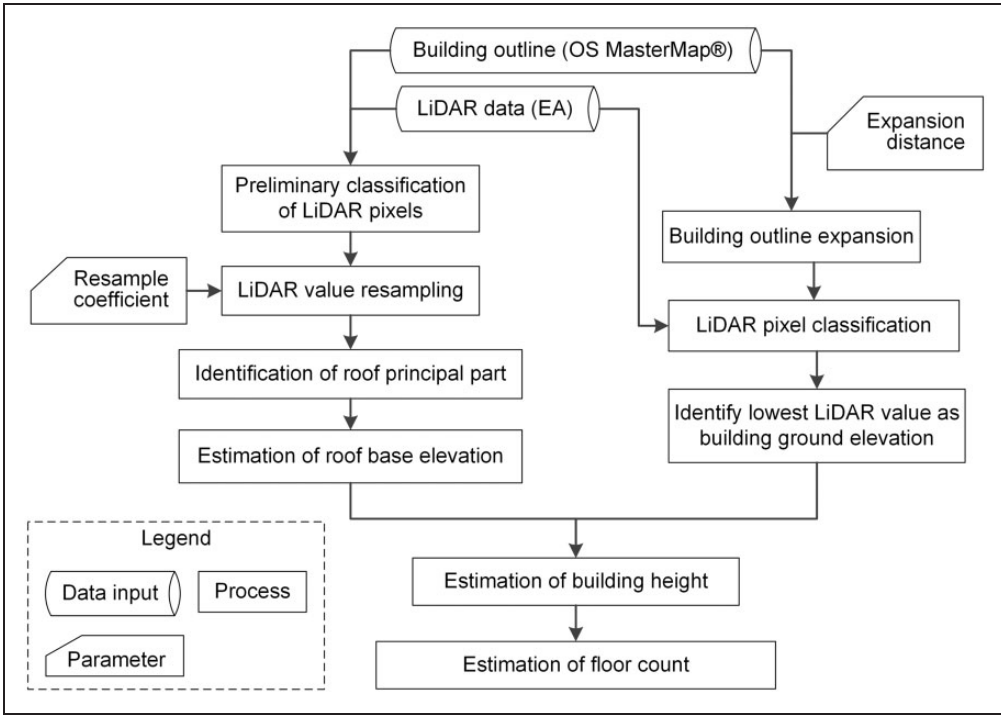 Building outline (OS MasterMap®)
LiDAR data (EA)
Expansion
distance
Preliminary classification
of LiDAR pixels
Building outline expansion
Resample
coefficient
LiDAR value resampling
LiDAR pixel classification
Identification of roof principal part
Identify lowest LiDAR value as
building ground elevation
Estimation of roof base elevation
Legend
Data input
Process
Parameter
Estimation of building height
Estimation of floor count